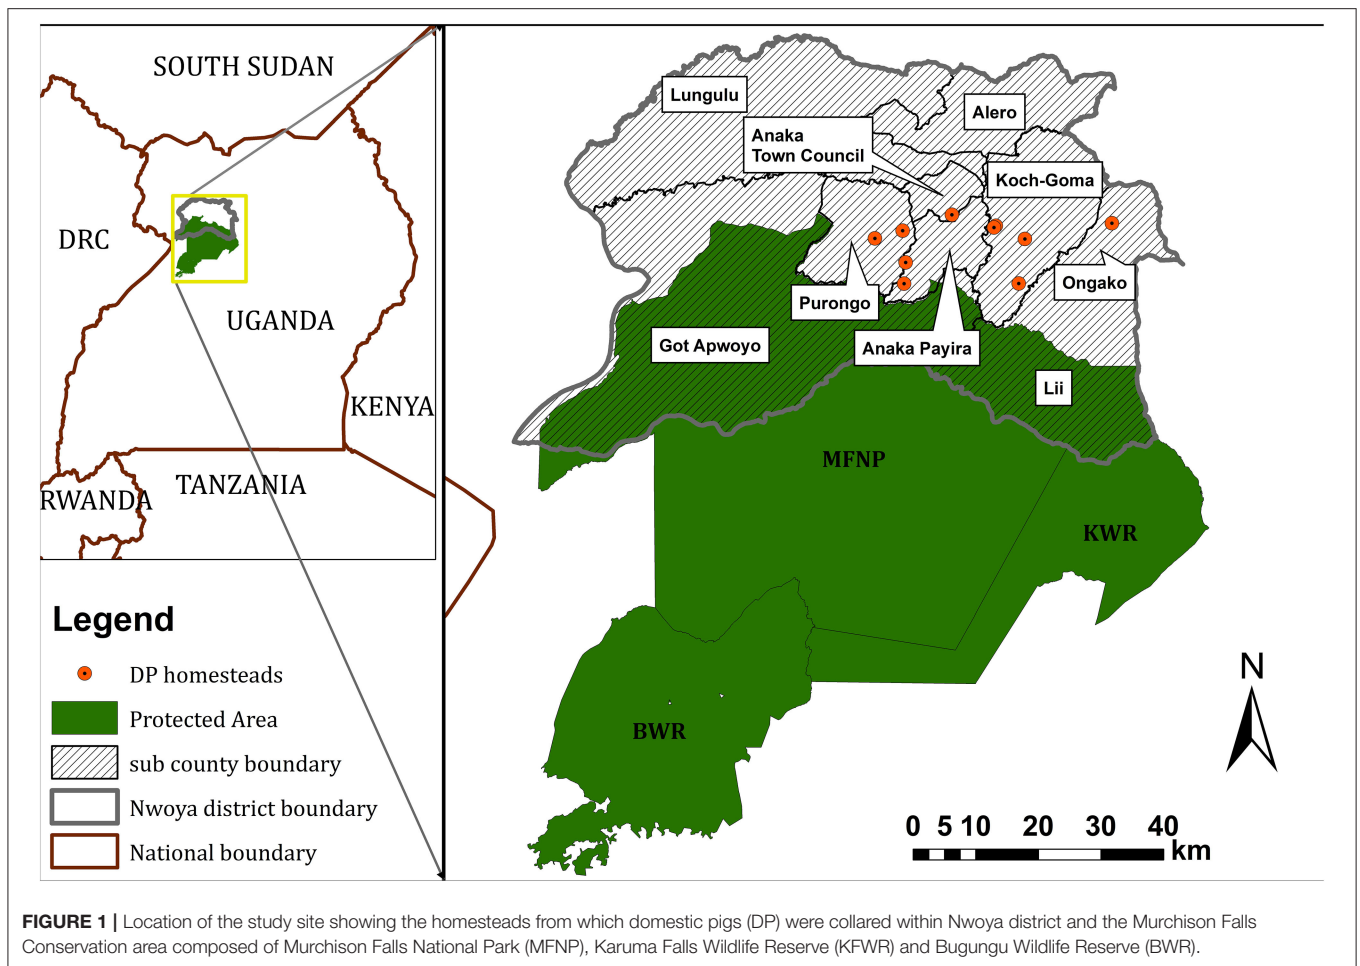 SOUTH SUDAN
DRC
UGANDA
KENYA
RWANDA
TANZANIA
Lungulu
Alero
Anaka
Town Council
Koch-Goma
Ongako
Purongo
Got Apwoyo
Anaka Payira
Lii
MFNP
KWR
BWR
Legend
DP homesteads
Protected Area
sub county boundary
Nwoya district boundary
National boundary
N
0 5 10 20 30 40
km
FIGURE 1 | Location of the study site showing the homesteads from which domestic pigs (DP) were collared within Nwoya district and the Murchison Falls
Conservation area composed of Murchison Falls National Park (MFNP), Karuma Falls Wildlife Reserve (KFWR) and Bugungu Wildlife Reserve (BWR).